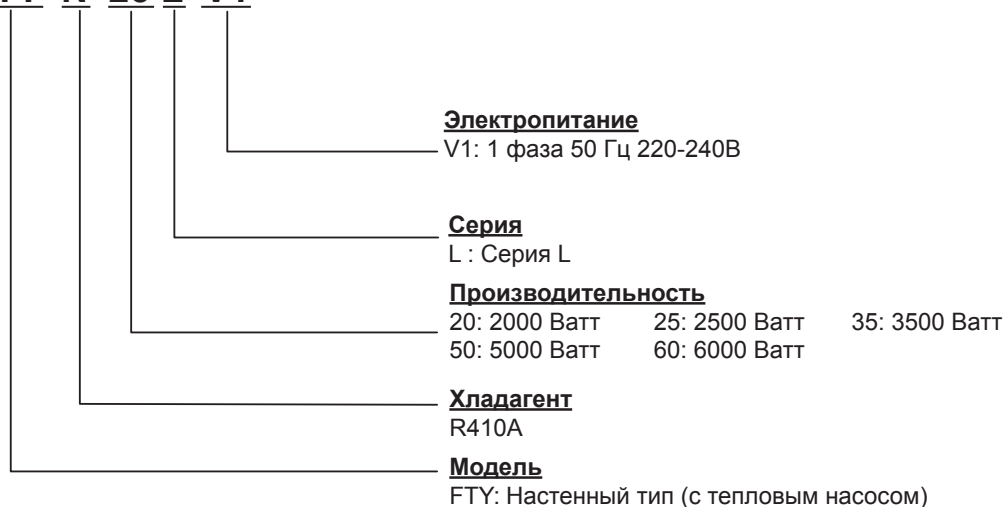 Электропитание
V1: 1 фаза 50 Гц 220-240В
Серия
L : Серия L
Производительность
20: 2000 Ватт 25: 2500 Ватт 35: 3500 Ватт
50: 5000 Ватт 60: 6000 Ватт
Хладагент
R410A
Модель
FTY: Настенный тип (с тепловым насосом)